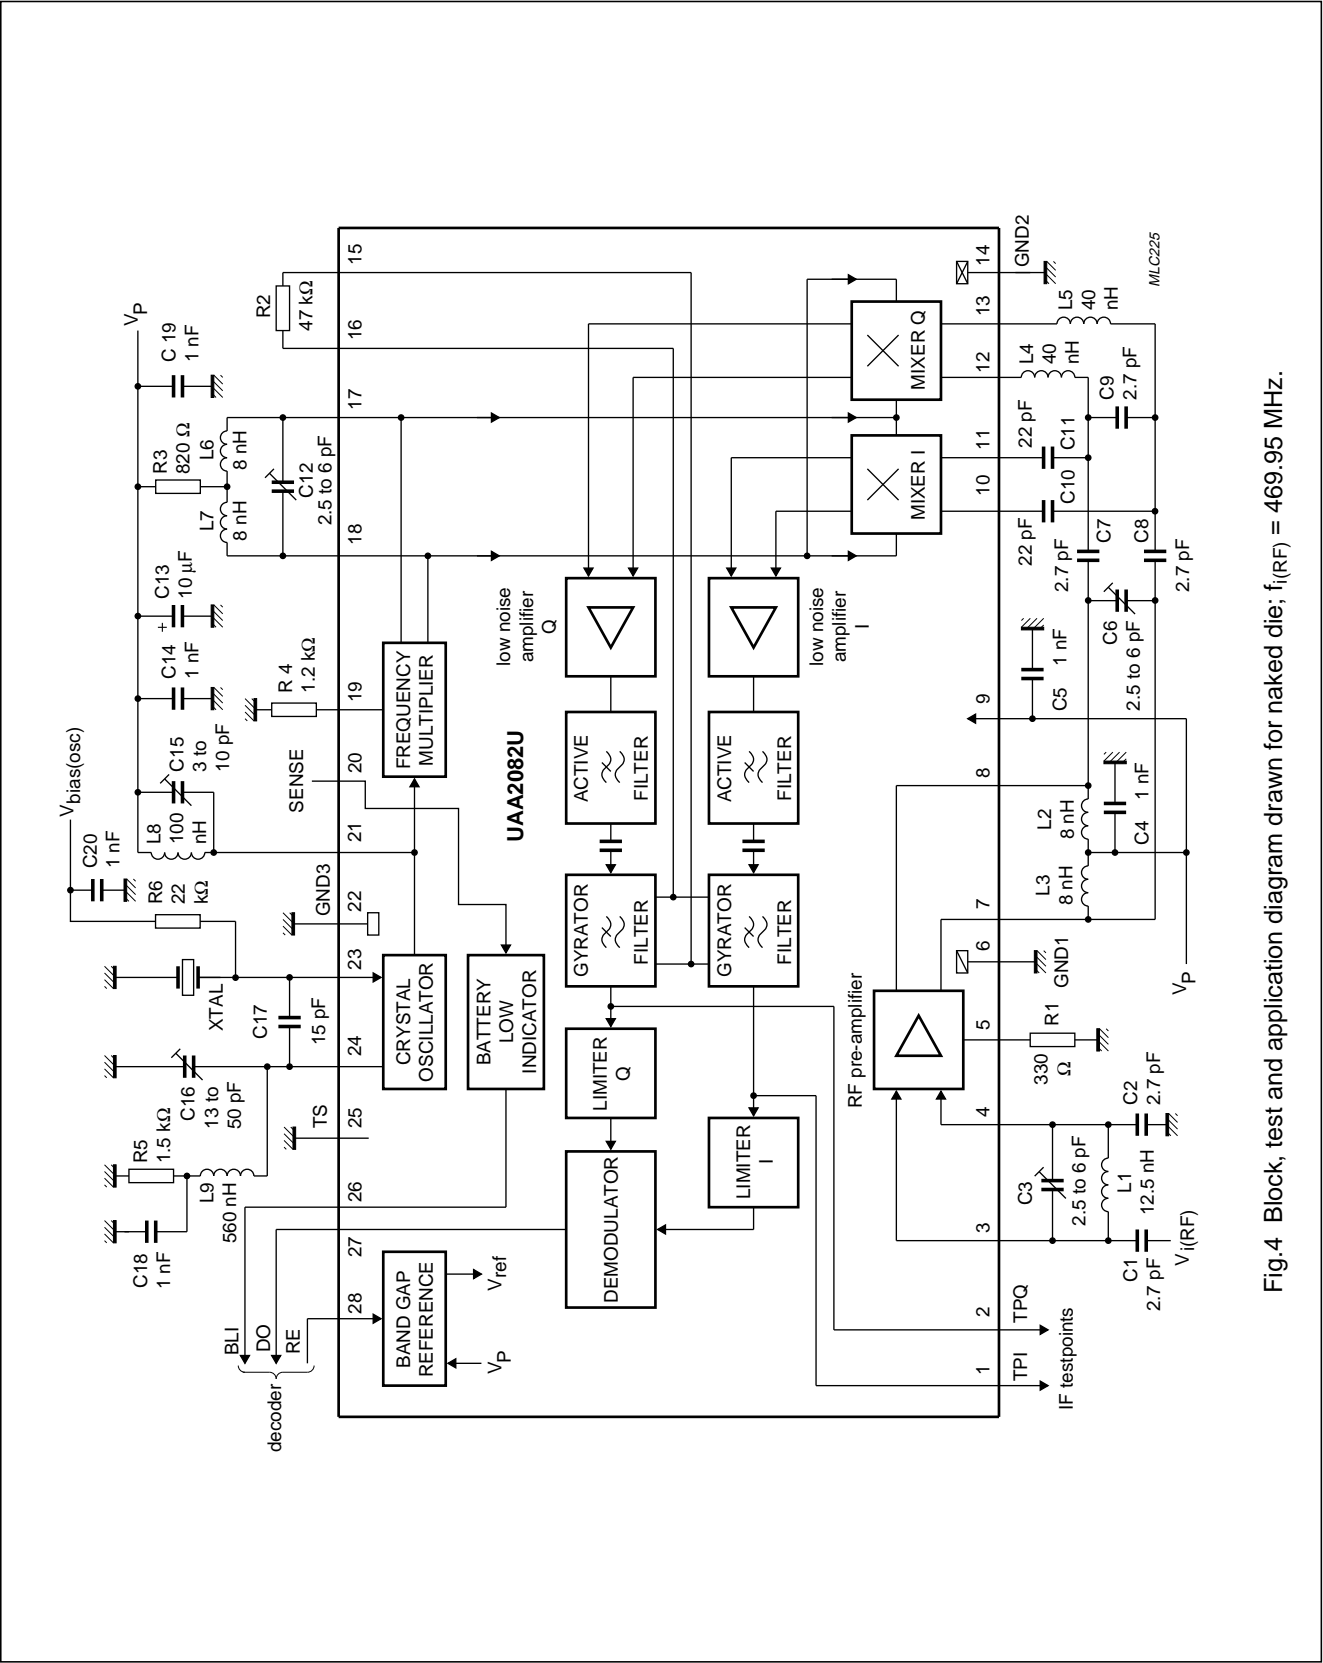 Vbias(osc)
C20
1 nF
R6
22
kΩ
VP
L8
100
nH
C15
3 to
10 pF
C14
1 nF
C13
10 µF
+
R3
820 Ω
L7
8 nH
L6
8 nH
C12
2.5 to 6 pF
C 19
1 nF
R2
47 kΩ
R 4
1.2 kΩ
SENSE
GND3
XTAL
C17
15 pF
C16
13 to
50 pF
TS
R5
1.5 kΩ
L9
560 nH
C18
1 nF
BLI
DO
RE
decoder
28
27
26
25
24
23
22
21
20
19
18
17
16
15
BAND GAP
REFERENCE
VP
Vref
CRYSTAL
OSCILLATOR
FREQUENCY
MULTIPLIER
BATTERY
LOW
INDICATOR
UAA2082U
DEMODULATOR
LIMITER
Q
GYRATOR
FILTER
ACTIVE
FILTER
low noise
amplifier
Q
LIMITER
I
GYRATOR
FILTER
ACTIVE
FILTER
low noise
amplifier
I
RF pre-amplifier
MIXER I
MIXER Q
1
2
3
4
5
6
7
8
9
10
11
12
13
14
TPI
TPQ
IF testpoints
C1
2.7 pF
Vi(RF)
C3
2.5 to 6 pF
L1
12.5 nH
C2
2.7 pF
330
Ω
R1
GND1
VP
L3
8 nH
L2
8 nH
C4
1 nF
C5
1 nF
C6
2.5 to 6 pF
2.7 pF
C7
C8
2.7 pF
22 pF
C10
22 pF
C11
C9
2.7 pF
L4
40
nH
L5
40
nH
GND2
MLC225
Fig.4 Block, test and application diagram drawn for naked die; fi(RF) = 469.95 MHz.